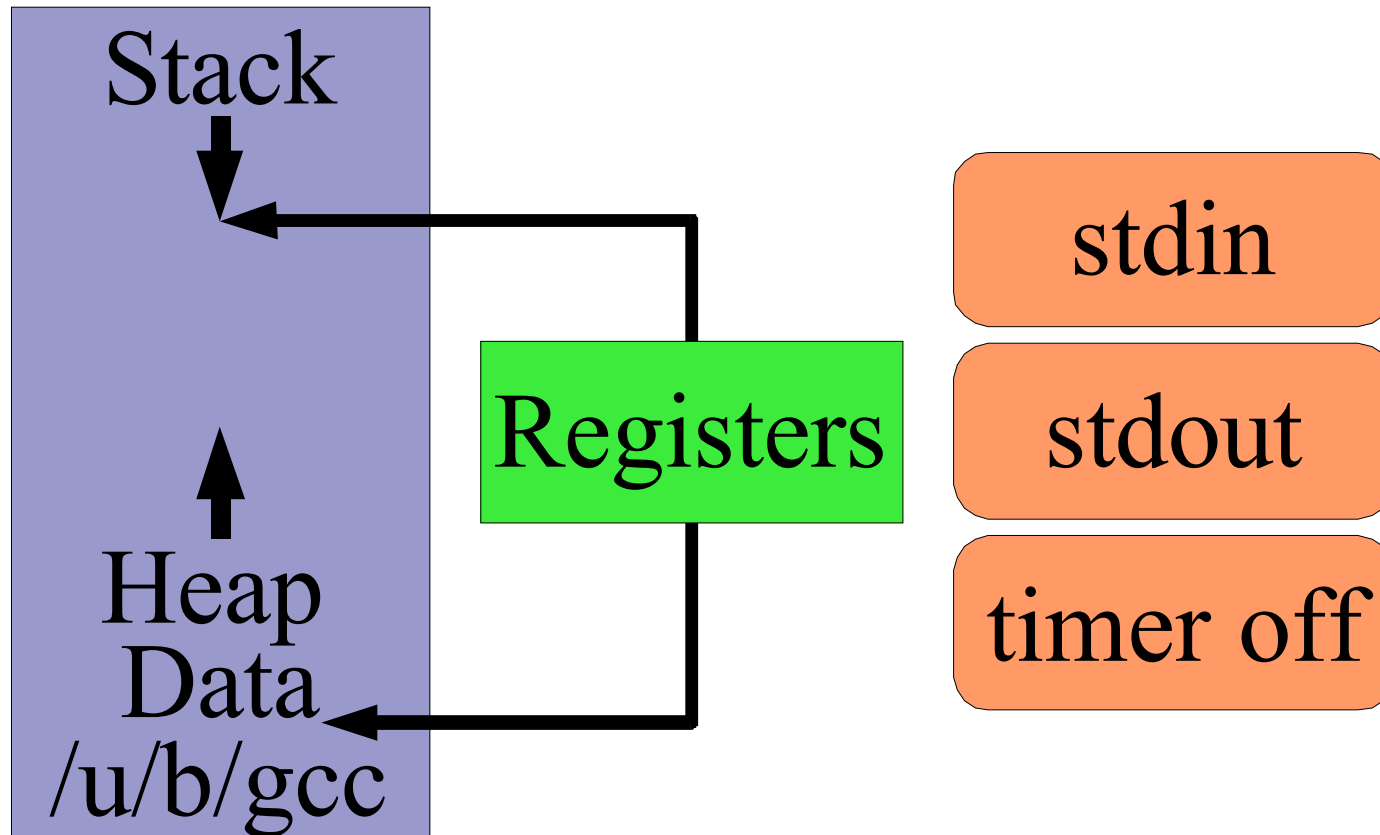 Stack
Heap
Data
/u/b/gcc
Registers
stdin
stdout
timer off